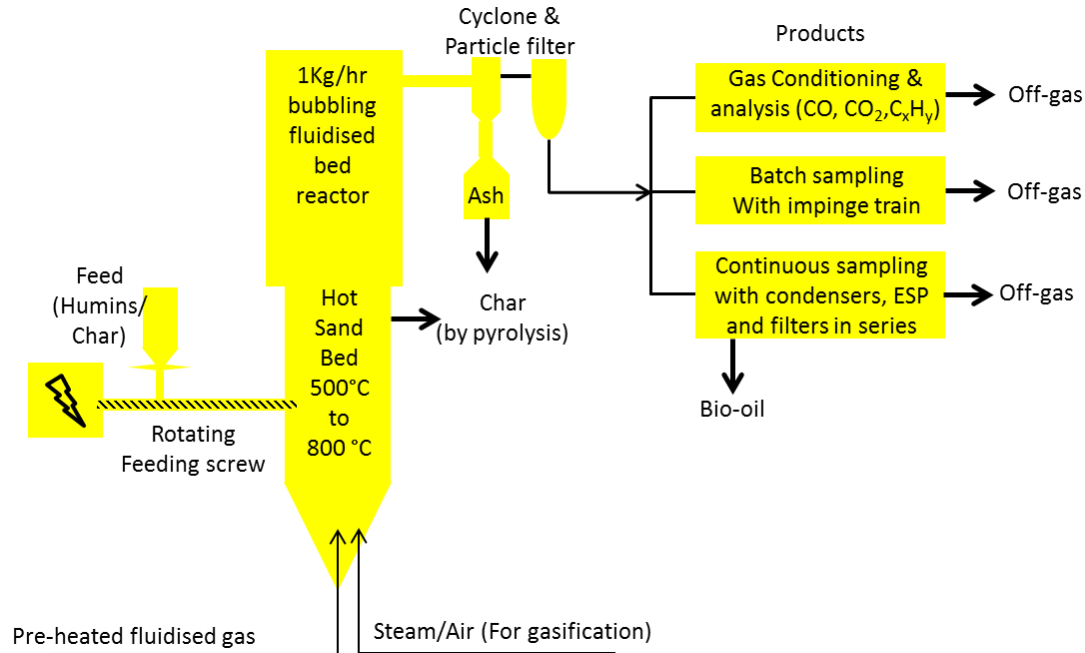 Cyclone &
Particle filter
Products
1Kg/hr
bubbling
fluidised
bed
reactor
Gas Conditioning &
analysis (CO, CO₂,CₓHᵧ)
Off-gas
Ash
Batch sampling
With impinge train
Off-gas
Feed
(Humins/
Char)
Hot
Sand
Bed
500°C
to
800 °C
Char
(by pyrolysis)
Continuous sampling
with condensers, ESP
and filters in series
Off-gas
Bio-oil
Rotating
Feeding screw
Pre-heated fluidised gas
Steam/Air (For gasification)